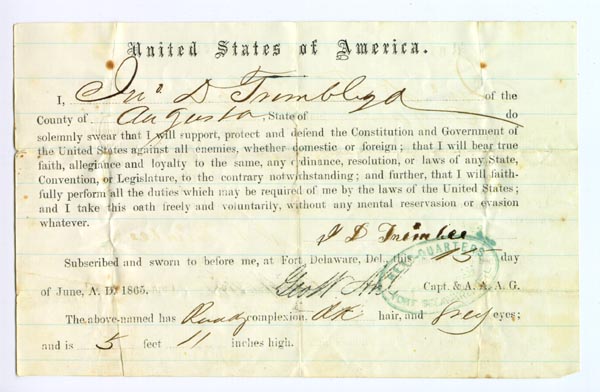 United States of America.
I, Jno D Trimble of the
County of Augusta, State of do
solemnly swear that I will support, protect and defend the Constitution and Government of
the United States against all enemies, whether domestic or foreign; that I will bear true
faith, allegiance and loyalty to the same, any ordinance, resolution, or laws of any State,
Convention, or Legislature, to the contrary notwithstanding; and further, that I will faith-
fully perform all the duties which may be required of me by the laws of the United States;
and I take this oath freely and voluntarily, without any mental reservation or evasion
whatever.
J D Trimble
HEAD-QUARTERS
Subscribed and sworn to before me, at Fort Delaware, Del., this 15 day
of June, A. D. 1865. Geo W Ahl Capt. & A. A. A. G.
FORT DELAWARE
The above-named has Ruddy complexion, Dk hair, and Grey eyes;
and is 5 feet 11 inches high.